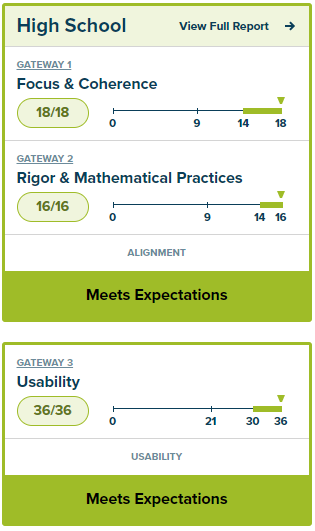 High School View Full Report →
GATEWAY 1
Focus & Coherence
18/18
0 9 14 18
GATEWAY 2
Rigor & Mathematical Practices
16/16
0 9 14 16
ALIGNMENT
Meets Expectations
GATEWAY 3
Usability
36/36
0 21 30 36
USABILITY
Meets Expectations